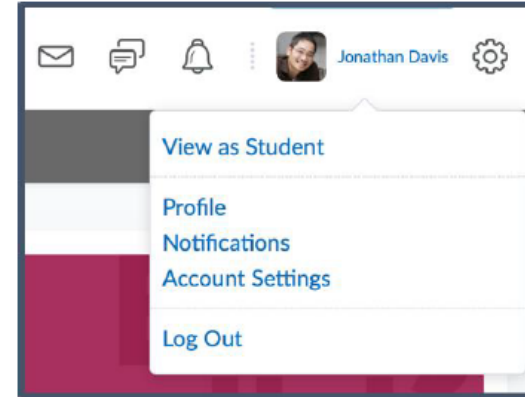 Jonathan Davis
View as Student
Profile
Notifications
Account Settings
Log Out